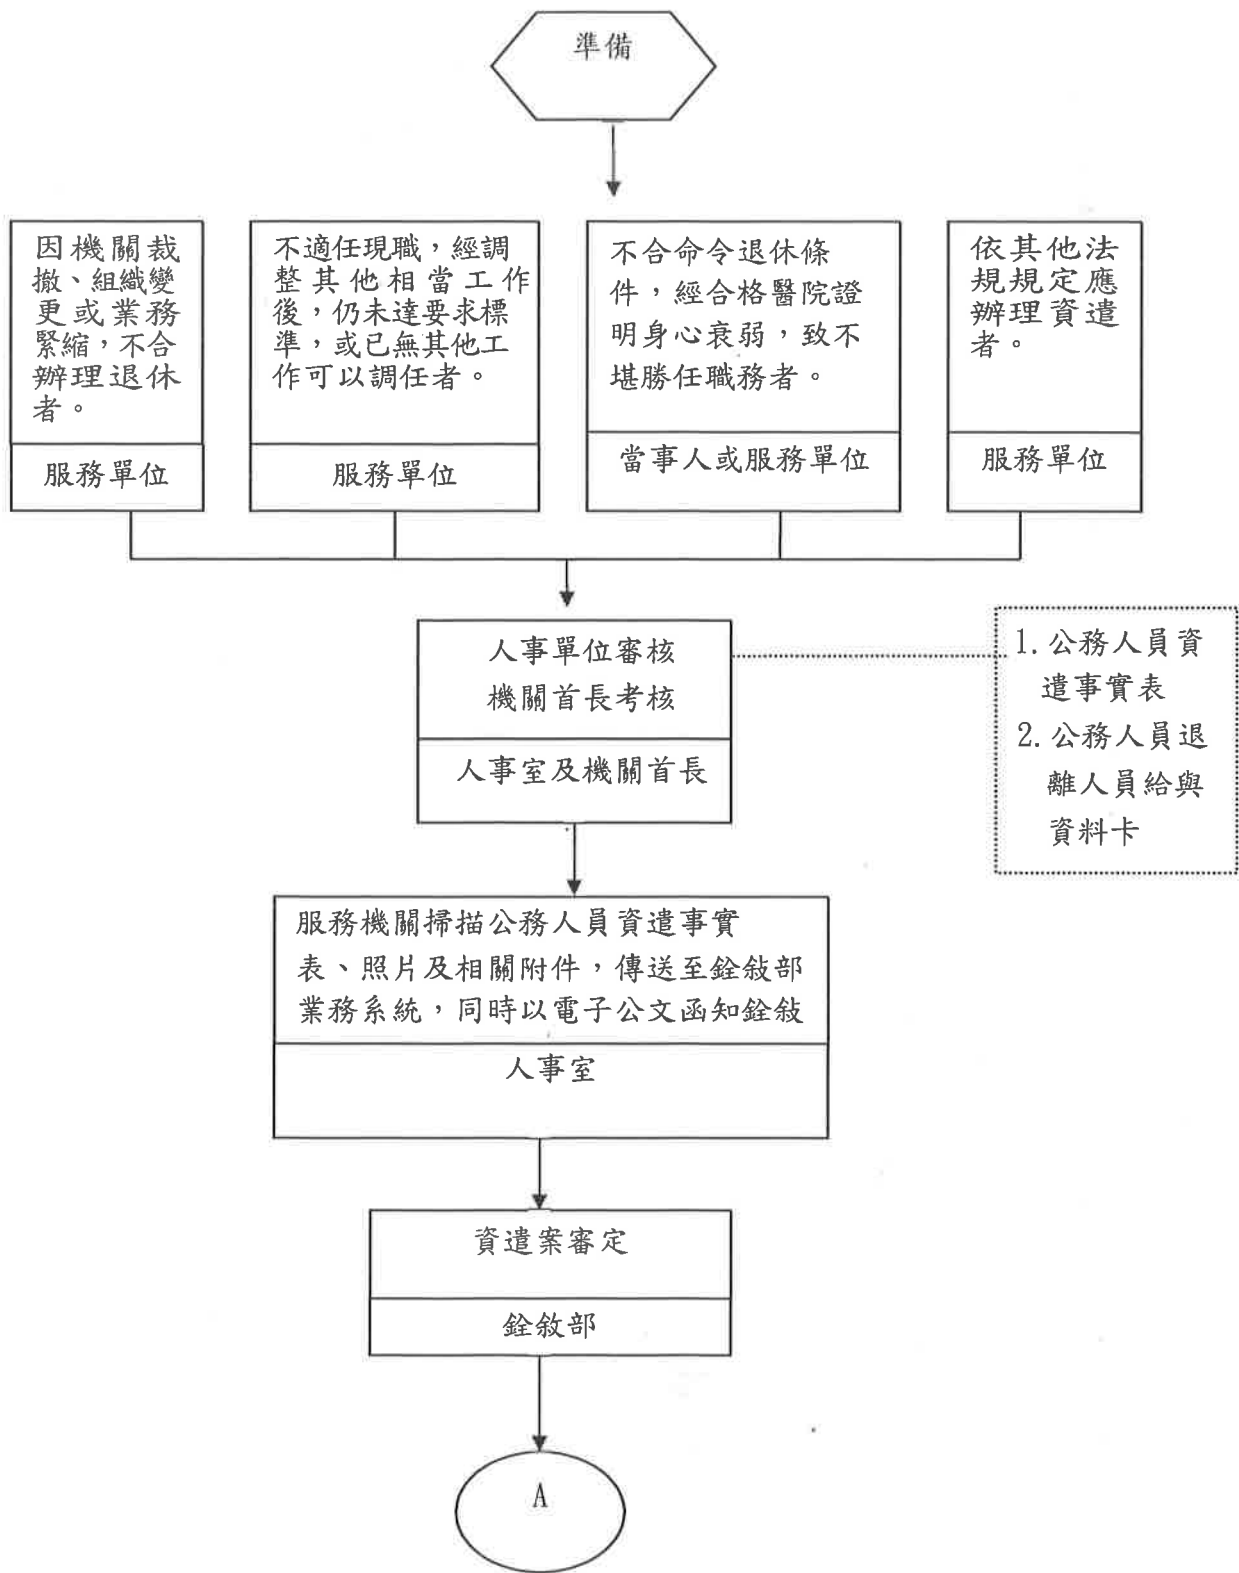 準備
因機關裁
撤、組織變
更或業務
緊縮，不合
辦理退休
者。
服務單位
不適任現職，經調
整其他相當工作
後，仍未達要求標
準，或已無其他工
作可以調任者。
服務單位
不合命令退休條
件，經合格醫院證
明身心衰弱，致不
堪勝任職務者。
當事人或服務單位
依其他法
規規定應
辦理資遣
者。
服務單位
人事單位審核
機關首長考核
人事室及機關首長
1.公務人員資
遣事實表
2.公務人員退
離人員給與
資料卡
服務機關掃描公務人員資遣事實
表、照片及相關附件，傳送至銓敘部
業務系統，同時以電子公文函知銓敘
人事室
資遣案審定
銓敘部
A